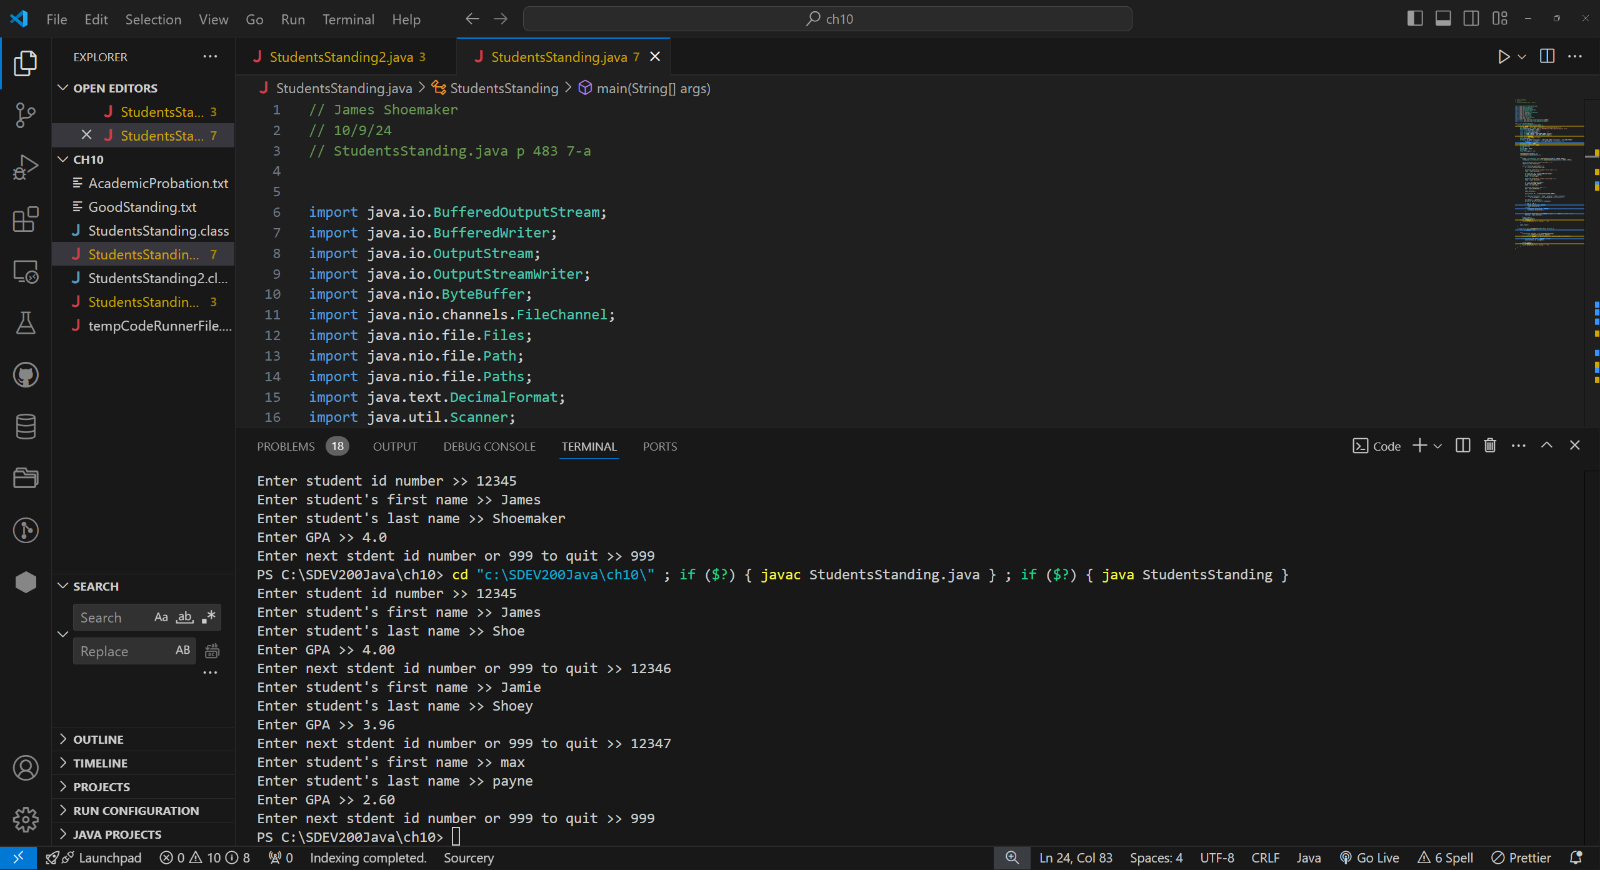 File Edit Selection View Go Run Terminal Help
ch10
EXPLORER
OPEN EDITORS
StudentsSta... 3
StudentsSta... 7
CH10
AcademicProbation.txt
GoodStanding.txt
StudentsStanding.class
StudentsStandin... 7
StudentsStanding2.cl...
StudentsStandin... 3
tempCodeRunnerFile....
SEARCH
Search Aa ab
Replace AB
OUTLINE
TIMELINE
PROJECTS
RUN CONFIGURATION
JAVA PROJECTS
StudentsStanding2.java 3
StudentsStanding.java 7
StudentsStanding.java > StudentsStanding > main(String[] args)
1 // James Shoemaker
2 // 10/9/24
3 // StudentsStanding.java p 483 7-a
4
5
6 import java.io.BufferedOutputStream;
7 import java.io.BufferedWriter;
8 import java.io.OutputStream;
9 import java.io.OutputStreamWriter;
10 import java.nio.ByteBuffer;
11 import java.nio.channels.FileChannel;
12 import java.nio.file.Files;
13 import java.nio.file.Path;
14 import java.nio.file.Paths;
15 import java.text.DecimalFormat;
16 import java.util.Scanner;
PROBLEMS 18 OUTPUT DEBUG CONSOLE TERMINAL PORTS
Code
Enter student id number >> 12345
Enter student's first name >> James
Enter student's last name >> Shoemaker
Enter GPA >> 4.0
Enter next stdent id number or 999 to quit >> 999
PS C:\SDEV200Java\ch10> cd "c:\SDEV200Java\ch10\" ; if ($?) { javac StudentsStanding.java } ; if ($?) { java StudentsStanding }
Enter student id number >> 12345
Enter student's first name >> James
Enter student's last name >> Shoe
Enter GPA >> 4.00
Enter next stdent id number or 999 to quit >> 12346
Enter student's first name >> Jamie
Enter student's last name >> Shoey
Enter GPA >> 3.96
Enter next stdent id number or 999 to quit >> 12347
Enter student's first name >> max
Enter student's last name >> payne
Enter GPA >> 2.60
Enter next stdent id number or 999 to quit >> 999
PS C:\SDEV200Java\ch10>
Launchpad 0 10 8 0 Indexing completed. Sourcery Ln 24, Col 83 Spaces: 4 UTF-8 CRLF Java Go Live 6 Spell Prettier